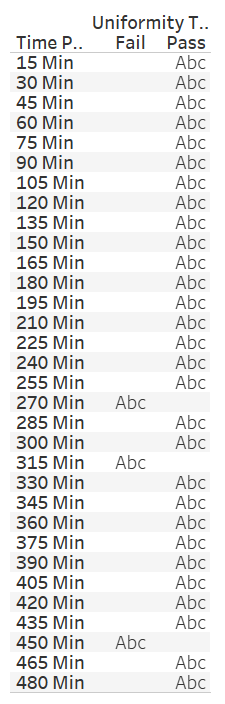 Uniformity T..
Time P.. Fail Pass
15 Min Abc
30 Min Abc
45 Min Abc
60 Min Abc
75 Min Abc
90 Min Abc
105 Min Abc
120 Min Abc
135 Min Abc
150 Min Abc
165 Min Abc
180 Min Abc
195 Min Abc
210 Min Abc
225 Min Abc
240 Min Abc
255 Min Abc
270 Min Abc
285 Min Abc
300 Min Abc
315 Min Abc
330 Min Abc
345 Min Abc
360 Min Abc
375 Min Abc
390 Min Abc
405 Min Abc
420 Min Abc
435 Min Abc
450 Min Abc
465 Min Abc
480 Min Abc